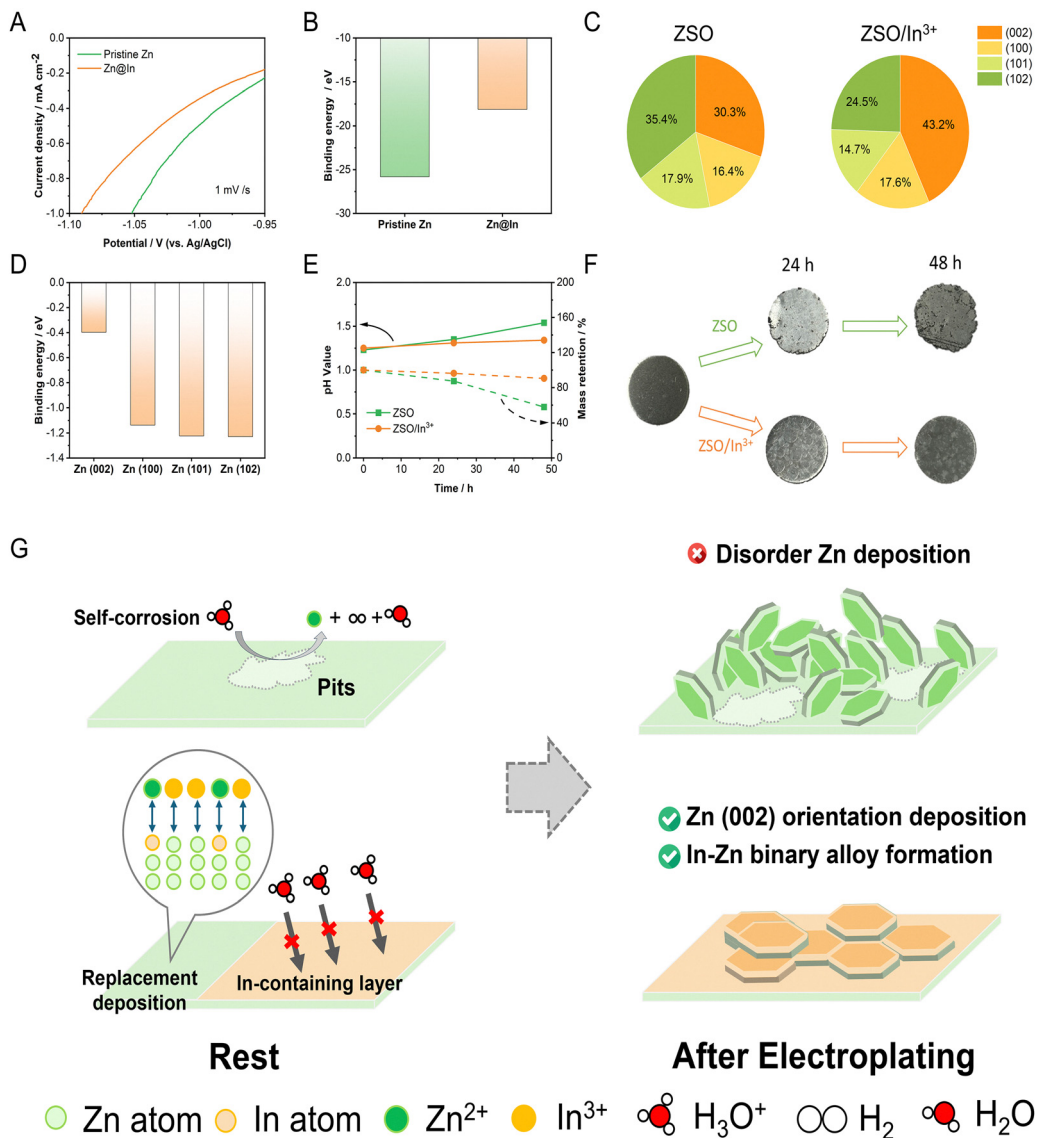 A
Current density / mA cm⁻²
0.0
-0.2
-0.4
-0.6
-0.8
-1.0
Pristine Zn
Zn@In
1 mV /s
-1.10
-1.05
-1.00
-0.95
Potential / V (vs. Ag/AgCl)
B
Binding energy / eV
-10
-15
-20
-25
-30
Pristine Zn
Zn@In
C
ZSO
30.3%
16.4%
17.9%
35.4%
ZSO/In³⁺
43.2%
17.6%
14.7%
24.5%
(002)
(100)
(101)
(102)
D
Binding energy / eV
0.0
-0.2
-0.4
-0.6
-0.8
-1.0
-1.2
-1.4
Zn (002)
Zn (100)
Zn (101)
Zn (102)
E
pH Value
2.0
1.5
1.0
0.5
0.0
ZSO
ZSO/In³⁺
0
10
20
30
40
50
Time / h
200
160
120
80
40
0
Mass retention / %
F
24 h
48 h
ZSO
ZSO/In³⁺
G
Self-corrosion
+ ∞ +
Pits
Disorder Zn deposition
Replacement
deposition
In-containing layer
Zn (002) orientation deposition
In-Zn binary alloy formation
Rest
After Electroplating
Zn atom
In atom
Zn²⁺
In³⁺
H₃O⁺
H₂
H₂O